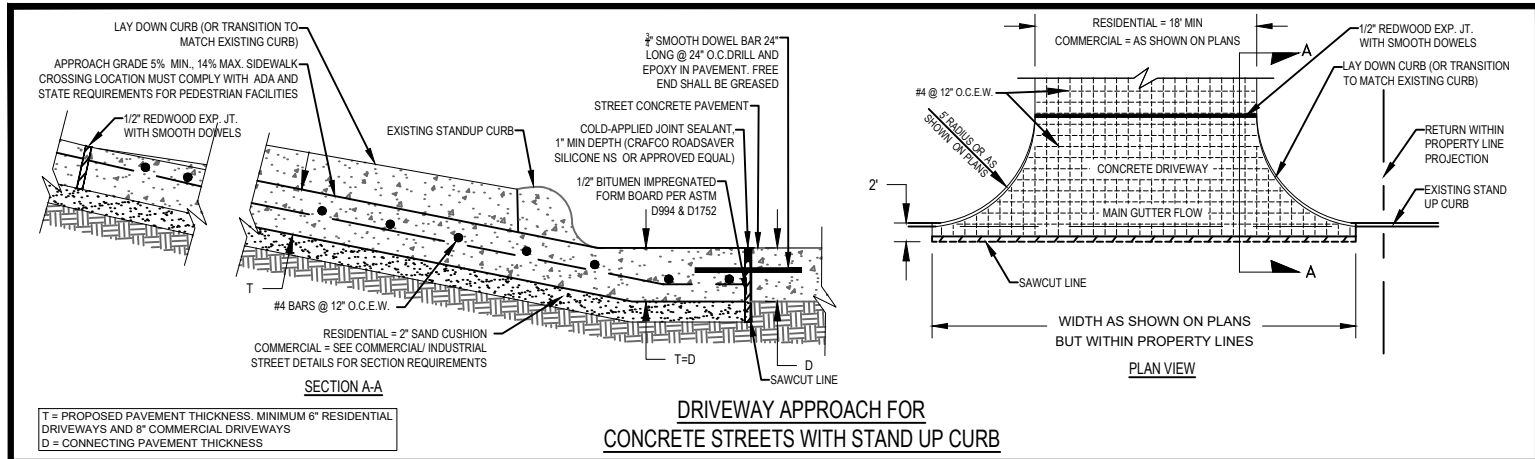 LAY DOWN CURB (OR TRANSITION TO
MATCH EXISTING CURB)
APPROACH GRADE 5% MIN., 14% MAX. SIDEWALK
CROSSING LOCATION MUST COMPLY WITH ADA AND
STATE REQUIREMENTS FOR PEDESTRIAN FACILITIES
1/2" REDWOOD EXP. JT.
WITH SMOOTH DOWELS
EXISTING STANDUP CURB
3/4" SMOOTH DOWEL BAR 24"
LONG @ 24" O.C.DRILL AND
EPOXY IN PAVEMENT. FREE
END SHALL BE GREASED
STREET CONCRETE PAVEMENT
COLD-APPLIED JOINT SEALANT,
1" MIN DEPTH (CRAFCO ROADSAVER
SILICONE NS OR APPROVED EQUAL)
1/2" BITUMEN IMPREGNATED
FORM BOARD PER ASTM
D994 & D1752
T
#4 BARS @ 12" O.C.E.W.
RESIDENTIAL = 2" SAND CUSHION
COMMERCIAL = SEE COMMERCIAL/ INDUSTRIAL
STREET DETAILS FOR SECTION REQUIREMENTS
T=D
D
SAWCUT LINE
SECTION A-A
T = PROPOSED PAVEMENT THICKNESS. MINIMUM 6" RESIDENTIAL
DRIVEWAYS AND 8" COMMERCIAL DRIVEWAYS
D = CONNECTING PAVEMENT THICKNESS
DRIVEWAY APPROACH FOR
CONCRETE STREETS WITH STAND UP CURB
RESIDENTIAL = 18' MIN
COMMERCIAL = AS SHOWN ON PLANS
A
1/2" REDWOOD EXP. JT.
WITH SMOOTH DOWELS
LAY DOWN CURB (OR TRANSITION
TO MATCH EXISTING CURB)
#4 @ 12" O.C.E.W.
5' RADIUS OR AS
SHOWN ON PLANS
RETURN WITHIN
PROPERTY LINE
PROJECTION
CONCRETE DRIVEWAY
2'
MAIN GUTTER FLOW
EXISTING STAND
UP CURB
A
SAWCUT LINE
WIDTH AS SHOWN ON PLANS
BUT WITHIN PROPERTY LINES
PLAN VIEW